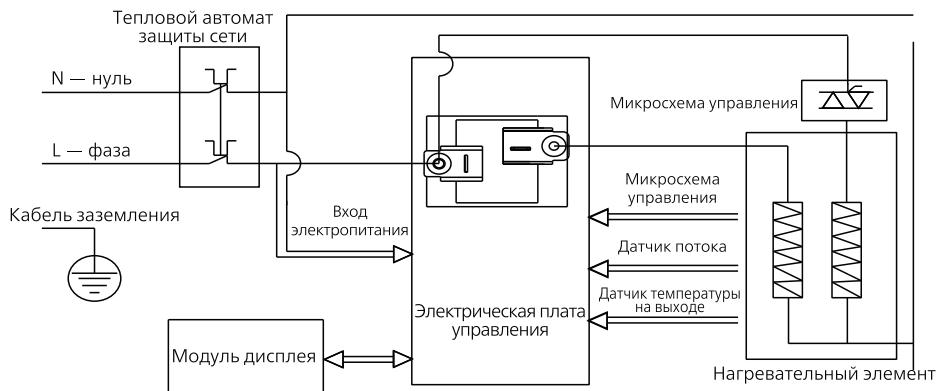 Тепловой автомат
защиты сети
N — нуль
L — фаза
Кабель заземления
Вход
электропитания
Микросхема управления
Микросхема
управления
Датчик потока
Датчик температуры
на выходе
Электрическая плата
управления
Модуль дисплея
Нагревательный элемент